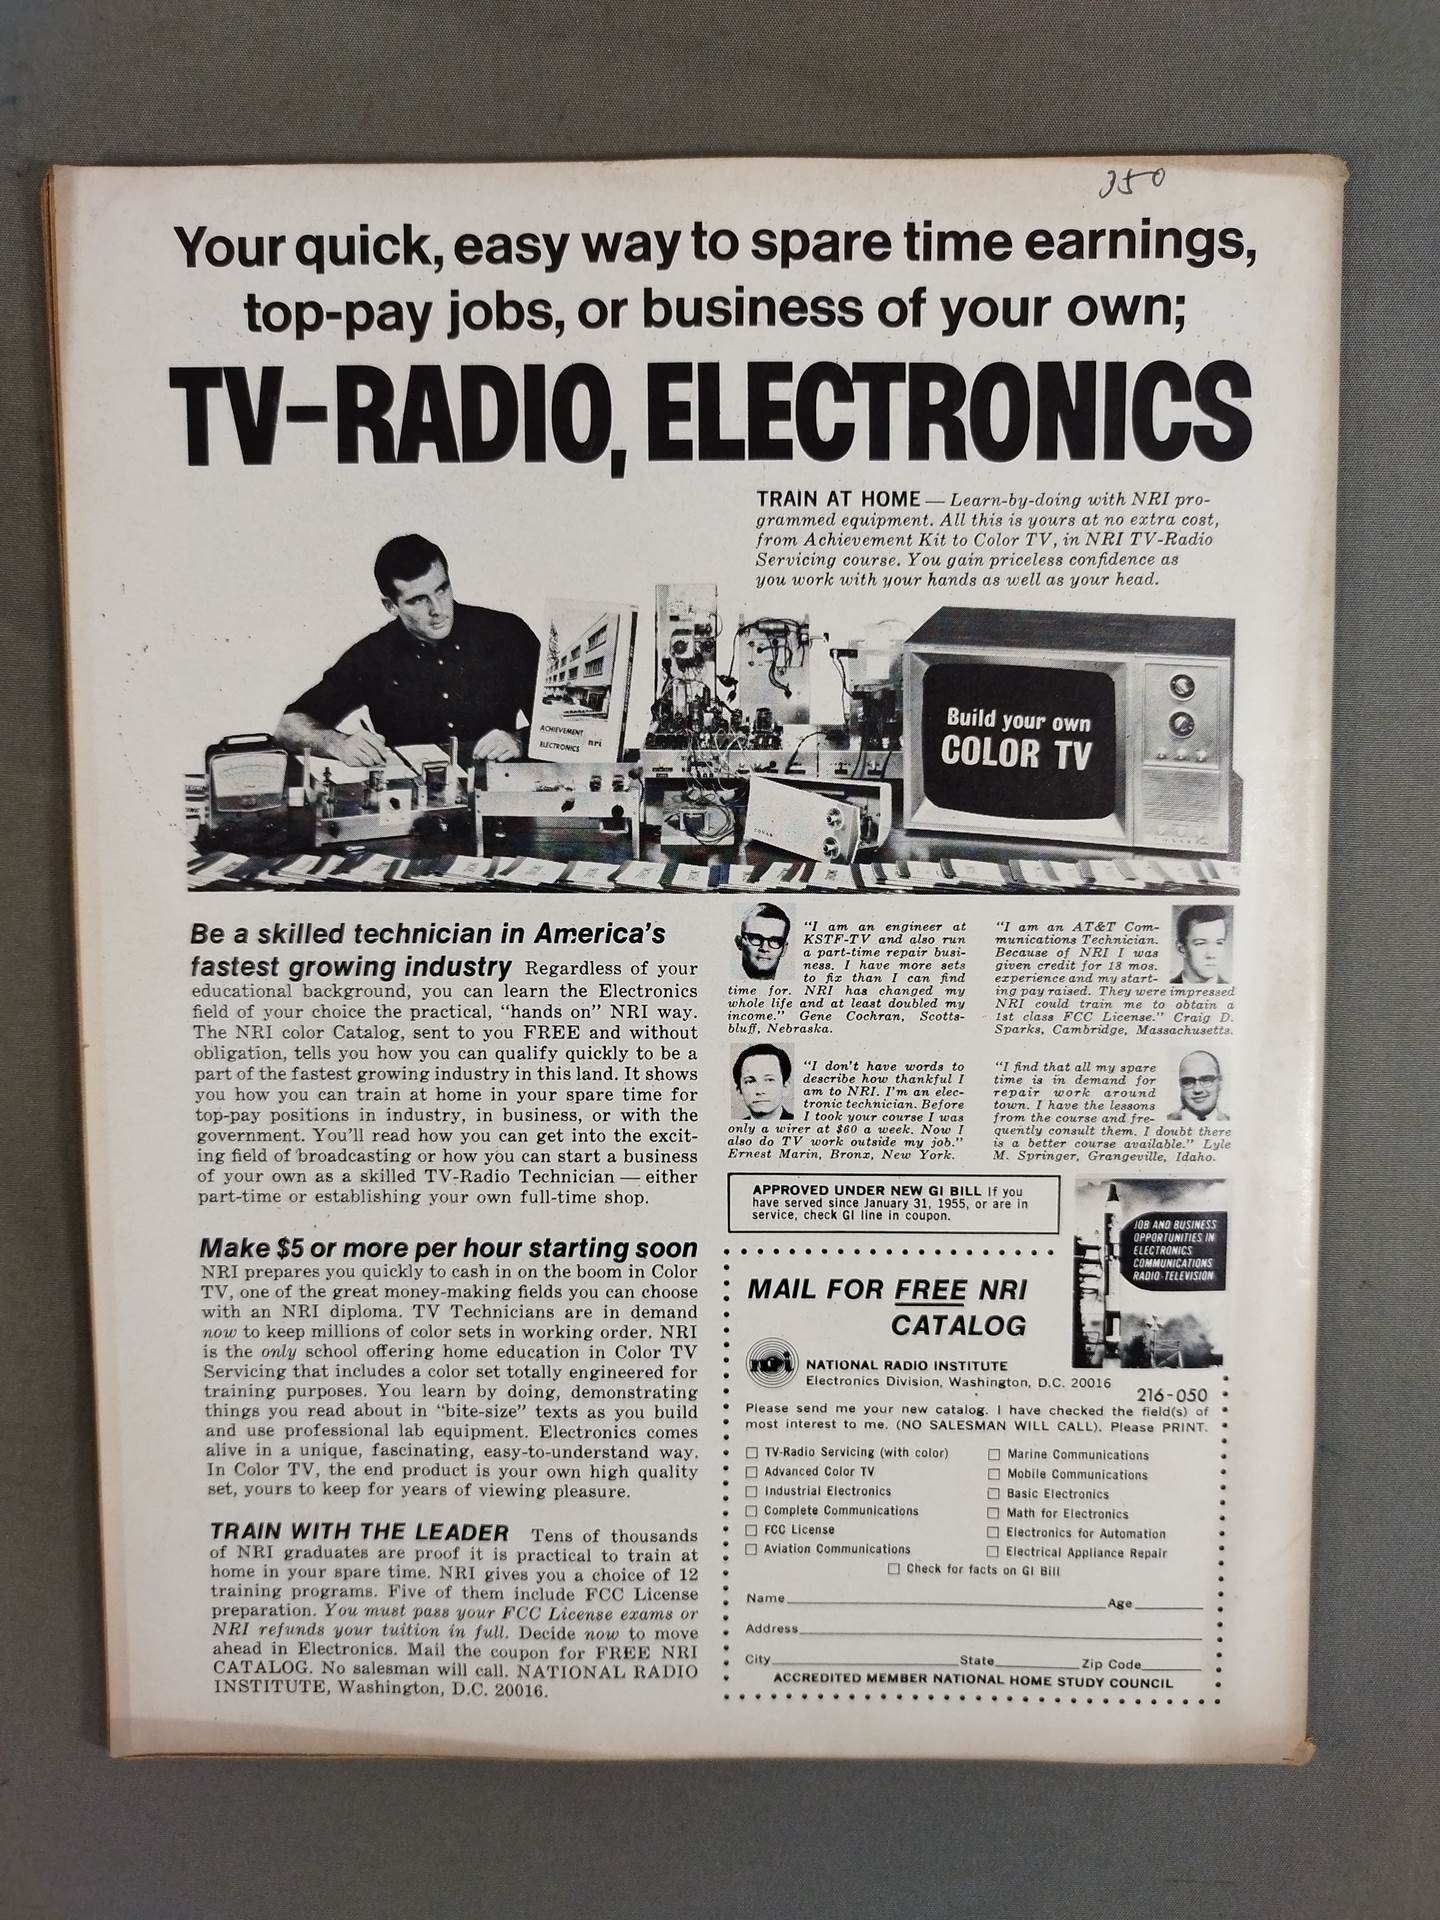 350
Your quick, easy way to spare time earnings,
top-pay jobs, or business of your own;
TV-RADIO, ELECTRONICS
TRAIN AT HOME — Learn-by-doing with NRI pro-
grammed equipment. All this is yours at no extra cost,
from Achievement Kit to Color TV, in NRI TV-Radio
Servicing course. You gain priceless confidence as
you work with your hands as well as your head.
ACHIEVEMENT
ELECTRONICS nri
CONAR
Build your own
COLOR TV
Be a skilled technician in America's
fastest growing industry Regardless of your
educational background, you can learn the Electronics
field of your choice the practical, "hands on" NRI way.
The NRI color Catalog, sent to you FREE and without
obligation, tells you how you can qualify quickly to be a
part of the fastest growing industry in this land. It shows
you how you can train at home in your spare time for
top-pay positions in industry, in business, or with the
government. You'll read how you can get into the excit-
ing field of broadcasting or how you can start a business
of your own as a skilled TV-Radio Technician — either
part-time or establishing your own full-time shop.
Make $5 or more per hour starting soon
NRI prepares you quickly to cash in on the boom in Color
TV, one of the great money-making fields you can choose
with an NRI diploma. TV Technicians are in demand
now to keep millions of color sets in working order. NRI
is the only school offering home education in Color TV
Servicing that includes a color set totally engineered for
training purposes. You learn by doing, demonstrating
things you read about in "bite-size" texts as you build
and use professional lab equipment. Electronics comes
alive in a unique, fascinating, easy-to-understand way.
In Color TV, the end product is your own high quality
set, yours to keep for years of viewing pleasure.
TRAIN WITH THE LEADER Tens of thousands
of NRI graduates are proof it is practical to train at
home in your spare time. NRI gives you a choice of 12
training programs. Five of them include FCC License
preparation. You must pass your FCC License exams or
NRI refunds your tuition in full. Decide now to move
ahead in Electronics. Mail the coupon for FREE NRI
CATALOG. No salesman will call. NATIONAL RADIO
INSTITUTE, Washington, D.C. 20016.
"I am an engineer at
KSTF-TV and also run
a part-time repair busi-
ness. I have more sets
to fix than I can find
time for. NRI has changed my
whole life and at least doubled my
income." Gene Cochran, Scotts-
bluff, Nebraska.
"I am an AT&T Com-
munications Technician.
Because of NRI I was
given credit for 18 mos.
experience and my start-
ing pay raised. They were impressed
NRI could train me to obtain a
1st class FCC License." Craig D.
Sparks, Cambridge, Massachusetts.
"I don't have words to
describe how thankful I
am to NRI. I'm an elec-
tronic technician. Before
I took your course I was
only a wirer at $60 a week. Now I
also do TV work outside my job."
Ernest Marin, Bronx, New York.
"I find that all my spare
time is in demand for
repair work around
town. I have the lessons
from the course and fre-
quently consult them. I doubt there
is a better course available." Lyle
M. Springer, Grangeville, Idaho.
APPROVED UNDER NEW GI BILL If you
have served since January 31, 1955, or are in
service, check GI line in coupon.
JOB AND BUSINESS
OPPORTUNITIES IN
ELECTRONICS
COMMUNICATIONS
RADIO-TELEVISION
MAIL FOR FREE NRI
CATALOG
nri
NATIONAL RADIO INSTITUTE
Electronics Division, Washington, D.C. 20016
216-050
Please send me your new catalog. I have checked the field(s) of
most interest to me. (NO SALESMAN WILL CALL). Please PRINT.
☐ TV-Radio Servicing (with color)
☐ Advanced Color TV
☐ Industrial Electronics
☐ Complete Communications
☐ FCC License
☐ Aviation Communications
☐ Marine Communications
☐ Mobile Communications
☐ Basic Electronics
☐ Math for Electronics
☐ Electronics for Automation
☐ Electrical Appliance Repair
☐ Check for facts on GI Bill
Name Age
Address
City State Zip Code
ACCREDITED MEMBER NATIONAL HOME STUDY COUNCIL